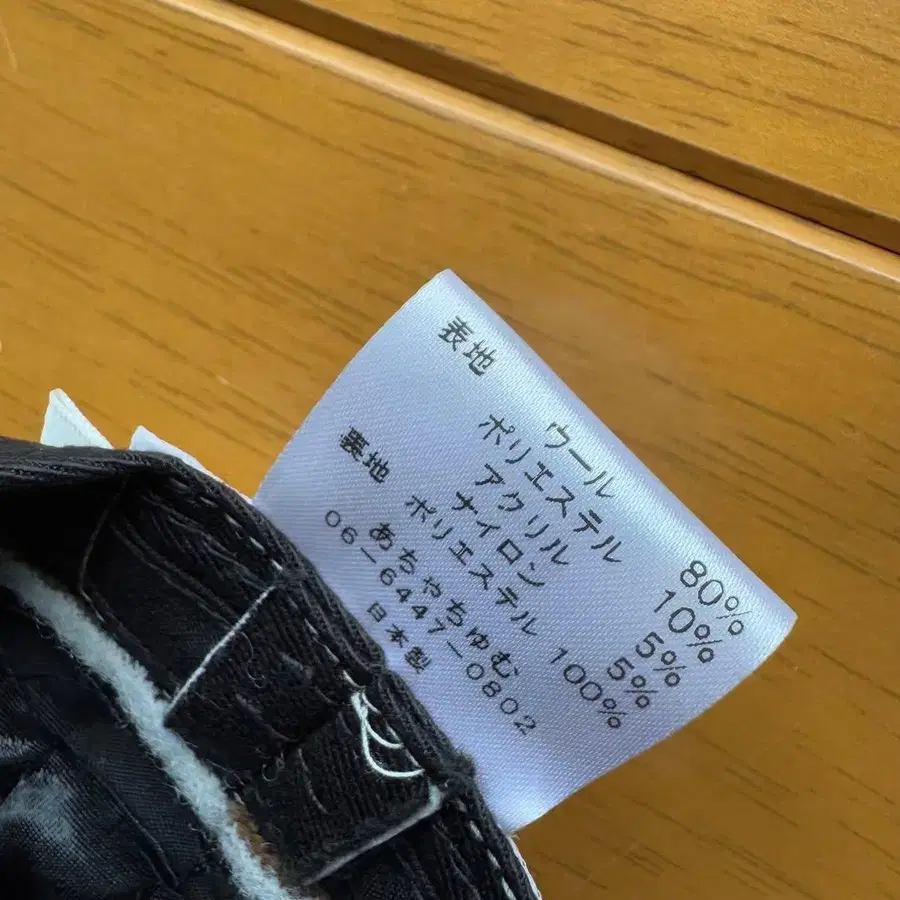 表地
ウール 80%
ポリエステル 10%
アクリル 5%
ナイロン 5%
裏地 ポリエステル 100%
あちゃちゅむ
06-6447-0802
日本製